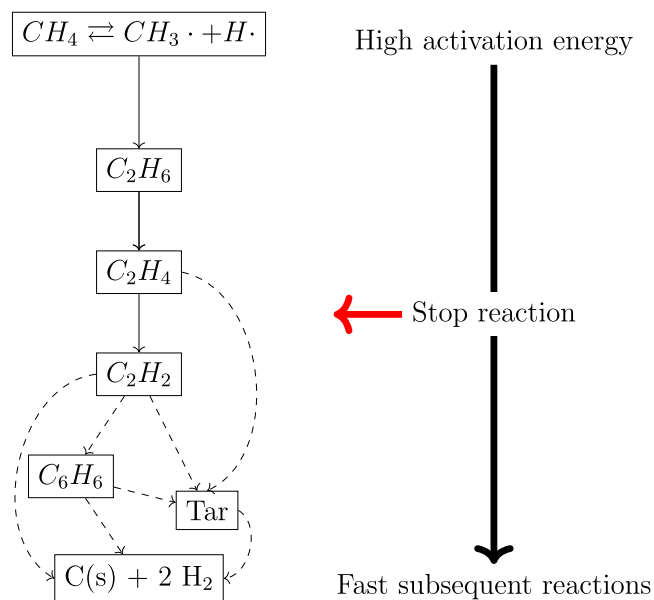 CH₄ ⇄ CH₃ · +H·
High activation energy
C₂H₆
C₂H₄
Stop reaction
C₂H₂
C₆H₆
Tar
C(s) + 2 H₂
Fast subsequent reactions